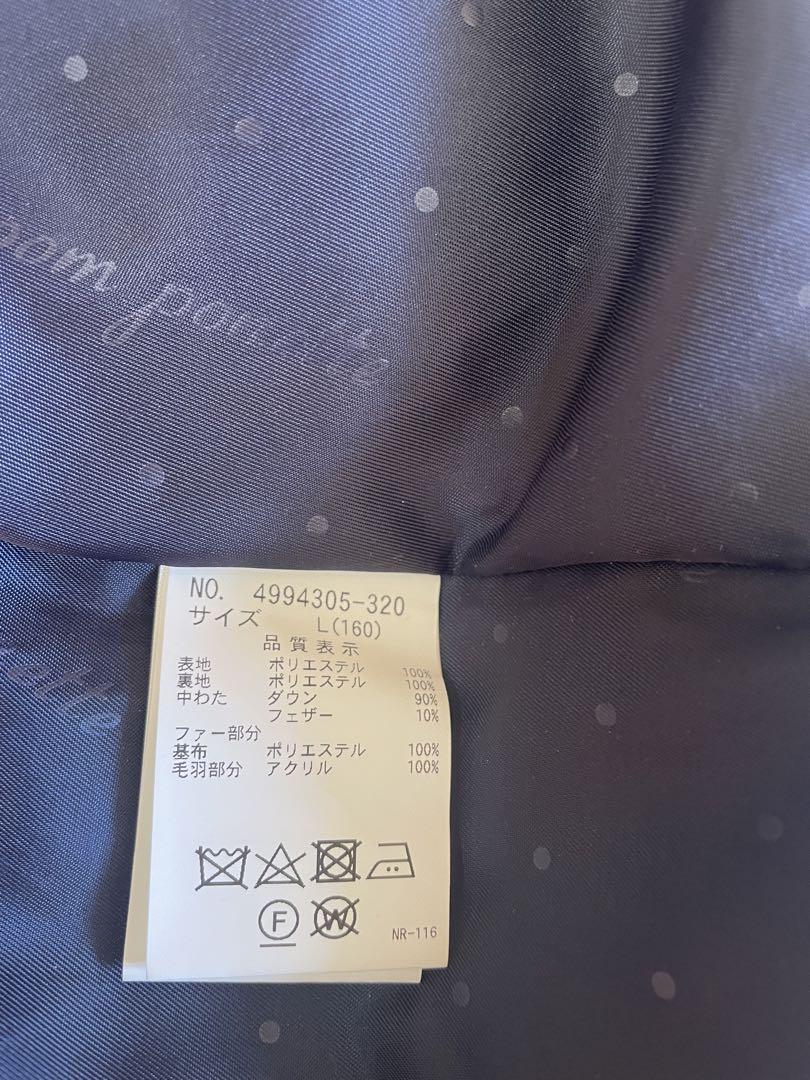 NO. 4994305-320
サイズ L(160)
品質表示
表地 ポリエステル 100%
裏地 ポリエステル 100%
中わた ダウン 90%
フェザー 10%
ファー部分
基布 ポリエステル 100%
毛羽部分 アクリル 100%
F W NR-116